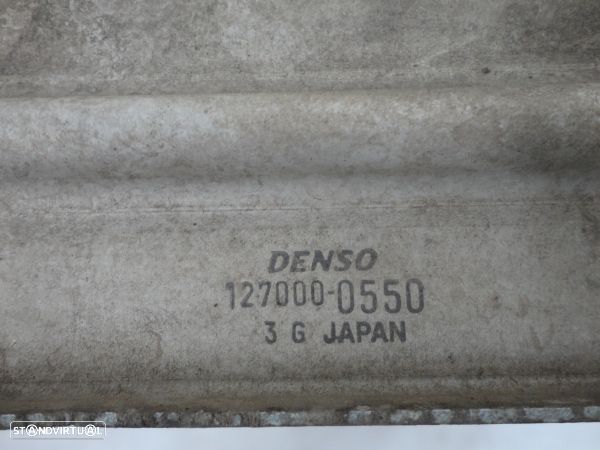 DENSO
127000-0550
3 G JAPAN
STANDVIRTUAL